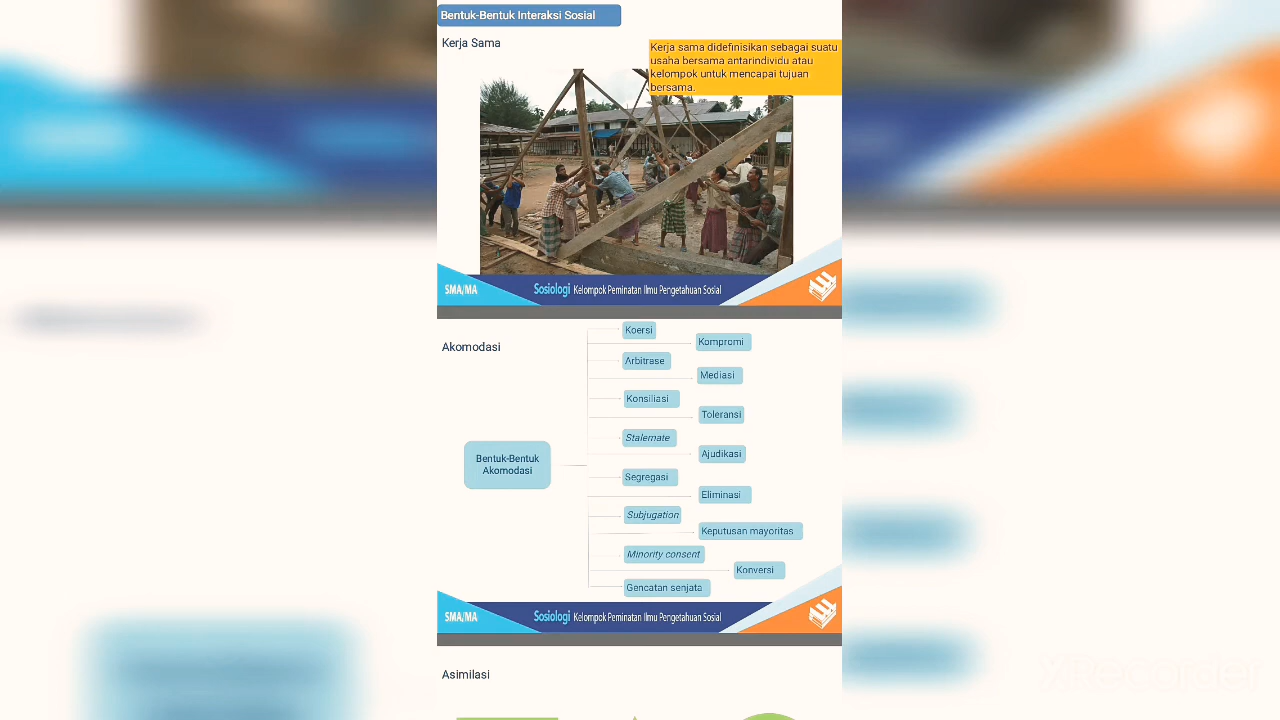 Bentuk-Bentuk Interaksi Sosial
Kerja Sama
Kerja sama didefinisikan sebagai suatu
usaha bersama antarindividu atau
kelompok untuk mencapai tujuan
bersama.
SMA/MA
Sosiologi Kelompok Peminatan Ilmu Pengetahuan Sosial
Akomodasi
Bentuk-Bentuk
Akomodasi
Koersi
Kompromi
Arbitrase
Mediasi
Konsiliasi
Toleransi
Stalemate
Ajudikasi
Segregasi
Eliminasi
Subjugation
Keputusan mayoritas
Minority consent
Konversi
Gencatan senjata
SMA/MA
Sosiologi Kelompok Peminatan Ilmu Pengetahuan Sosial
Asimilasi
XRecorder